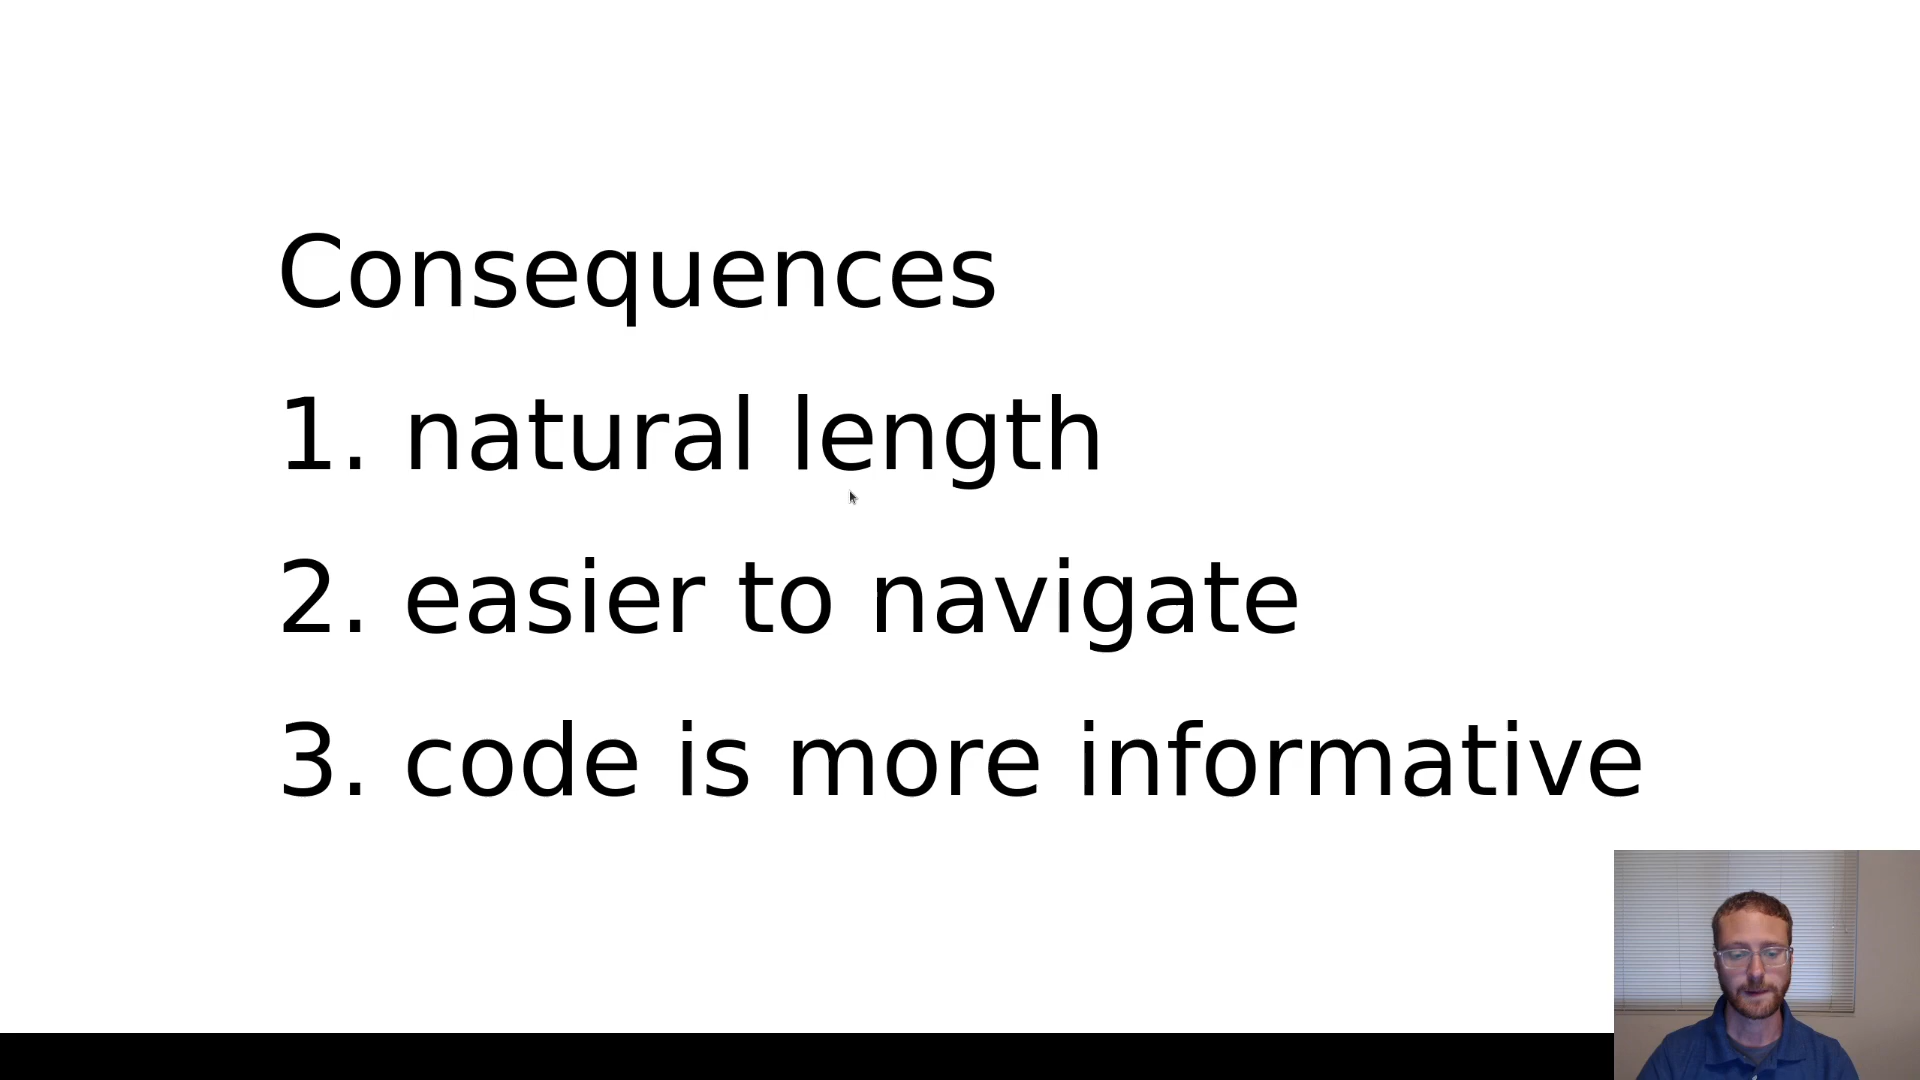 Consequences
1. natural length
2. easier to navigate
3. code is more informative